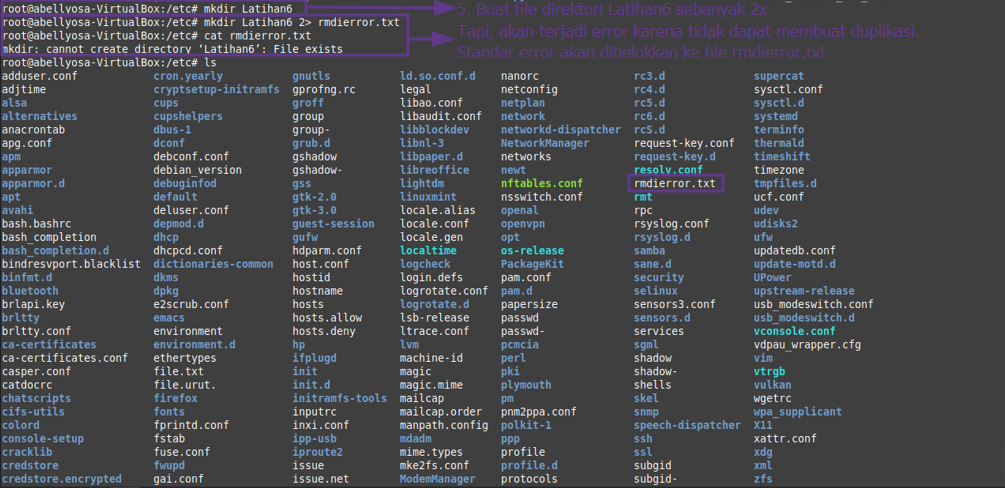 root@abellyosa-VirtualBox:/etc# mkdir Latihan6 5. Buat file direktori Latihan6 sebanyak 2x
root@abellyosa-VirtualBox:/etc# mkdir Latihan6 2> rmdierror.txt
root@abellyosa-VirtualBox:/etc# cat rmdierror.txt Tapi, akan terjadi error karena tidak dapat membuat duplikasi.
mkdir: cannot create directory ‘Latihan6’: File exists Standar error akan dibelokkan ke file rmdierror.txt
root@abellyosa-VirtualBox:/etc# ls
adduser.conf cron.yearly gnutls ld.so.conf.d nanorc rc3.d supercat
adjtime cryptsetup-initramfs gprofng.rc legal netconfig rc4.d sysctl.conf
alsa cups groff libao.conf netplan rc5.d sysctl.d
alternatives cupshelpers group libaudit.conf network rc6.d systemd
anacrontab dbus-1 group- libblockdev networkd-dispatcher rcS.d terminfo
apg.conf dconf grub.d libnl-3 NetworkManager request-key.conf thermald
apm debconf.conf gshadow libpaper.d networks request-key.d timeshift
apparmor debian_version gshadow- libreoffice newt resolv.conf timezone
apparmor.d debuginfod gss lightdm nftables.conf rmdierror.txt tmpfiles.d
apt default gtk-2.0 linuxmint nsswitch.conf rmt ucf.conf
avahi deluser.conf gtk-3.0 locale.alias openal rpc udev
bash.bashrc depmod.d guest-session locale.conf openvpn rsyslog.conf udisks2
bash_completion dhcp gufw locale.gen opt rsyslog.d ufw
bash_completion.d dhcpcd.conf hdparm.conf localtime os-release samba updatedb.conf
bindresvport.blacklist dictionaries-common host.conf logcheck PackageKit sane.d update-motd.d
binfmt.d dkms hostid login.defs pam.conf security UPower
bluetooth dpkg hostname logrotate.conf pam.d selinux upstream-release
brlapi.key e2scrub.conf hosts logrotate.d papersize sensors3.conf usb_modeswitch.conf
brltty emacs hosts.allow lsb-release passwd sensors.d usb_modeswitch.d
brltty.conf environment hosts.deny ltrace.conf passwd- services vconsole.conf
ca-certificates environment.d hp lvm pcmcia sgml vdpau_wrapper.cfg
ca-certificates.conf ethertypes ifplugd machine-id perl shadow vim
casper.conf file.txt init magic pki shadow- vtrgb
catdocrc file.urut. init.d magic.mime plymouth shells vulkan
chatscripts firefox initramfs-tools mailcap pm skel wgetrc
cifs-utils fonts inputrc mailcap.order pnm2ppa.conf snmp wpa_supplicant
colord fprintd.conf inxi.conf manpath.config polkit-1 speech-dispatcher X11
console-setup fstab ipp-usb mdadm ppp ssh xattr.conf
cracklib fuse.conf iproute2 mime.types profile ssl xdg
credstore fwupd issue mke2fs.conf profile.d subgid xml
credstore.encrypted gai.conf issue.net ModemManager protocols subgid- zfs